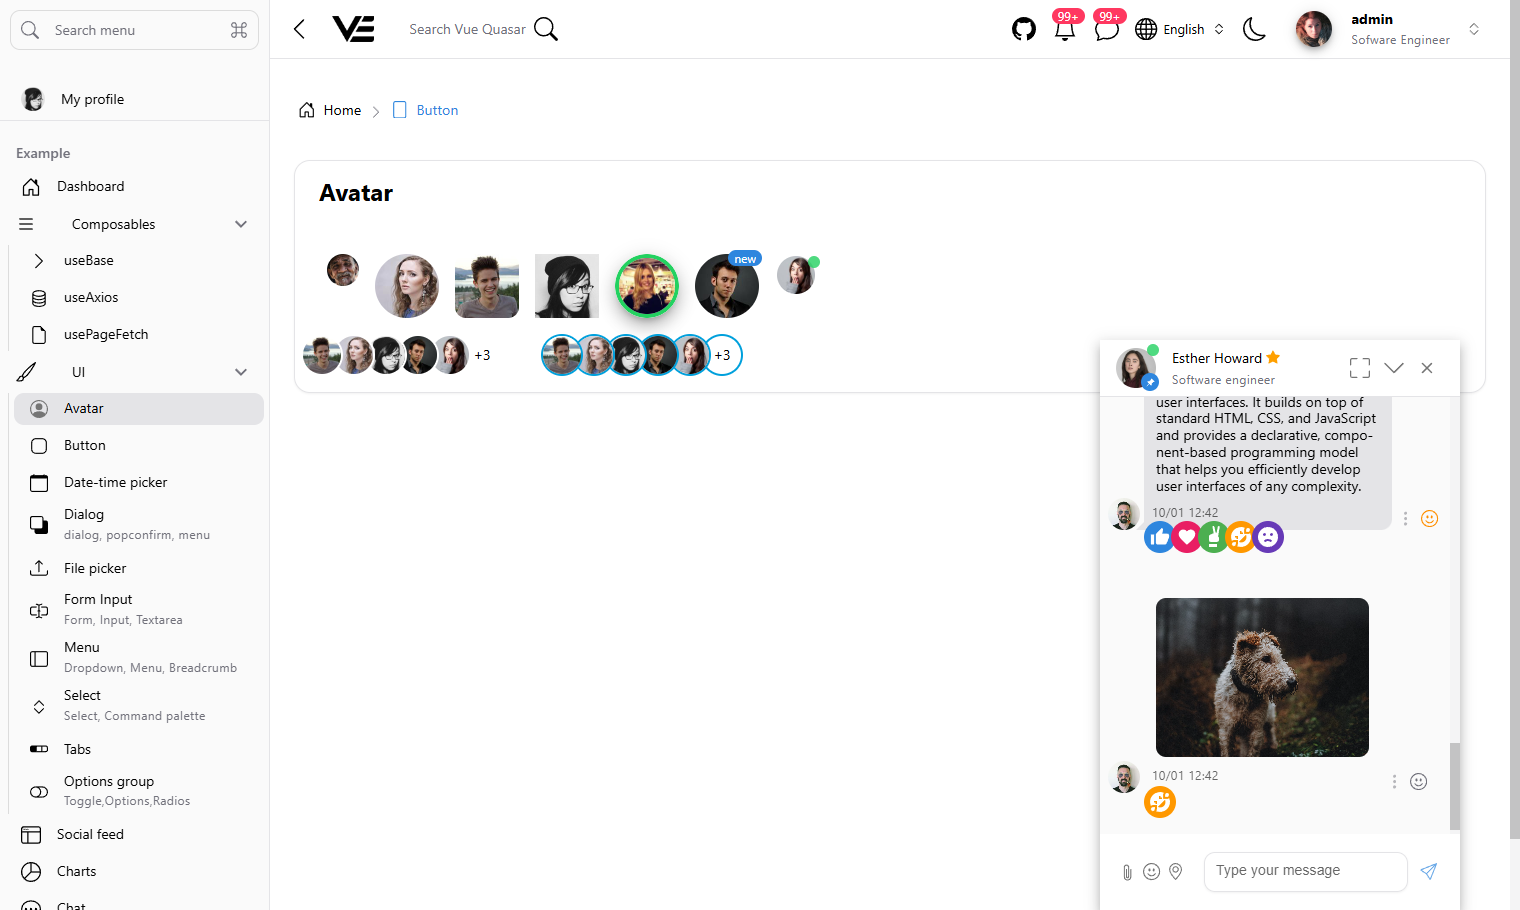 Search menu
My profile
Example
Dashboard
Composables
useBase
useAxios
usePageFetch
UI
Avatar
Button
Date-time picker
Dialog
dialog, popconfirm, menu
File picker
Form Input
Form, Input, Textarea
Menu
Dropdown, Menu, Breadcrumb
Select
Select, Command palette
Tabs
Options group
Toggle,Options,Radios
Social feed
Charts
Chat
Search Vue Quasar
99+
99+
English
admin
Sofware Engineer
Home
Button
Avatar
new
+3
+3
Esther Howard
Software engineer
user interfaces. It builds on top of
standard HTML, CSS, and JavaScript
and provides a declarative, compo-
nent-based programming model
that helps you efficiently develop
user interfaces of any complexity.
10/01 12:42
10/01 12:42
Type your message